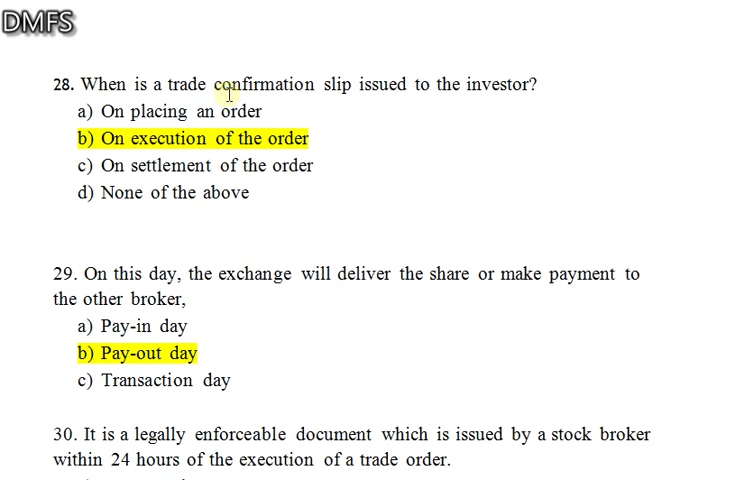 DMFS
28. When is a trade confirmation slip issued to the investor?
a) On placing an order
b) On execution of the order
c) On settlement of the order
d) None of the above
29. On this day, the exchange will deliver the share or make payment to
the other broker,
a) Pay-in day
b) Pay-out day
c) Transaction day
30. It is a legally enforceable document which is issued by a stock broker
within 24 hours of the execution of a trade order.